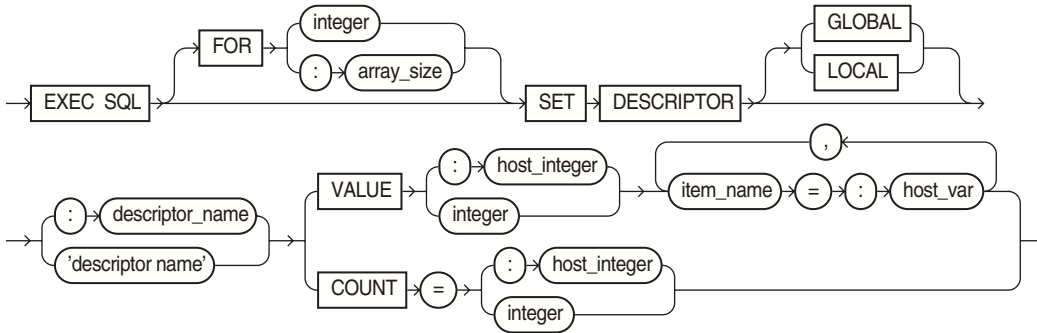 integer
FOR
: array_size
GLOBAL
LOCAL
EXEC SQL
SET DESCRIPTOR
,
: host_integer
VALUE
integer
item_name = : host_var
: descriptor_name
'descriptor name'
: host_integer
COUNT =
integer